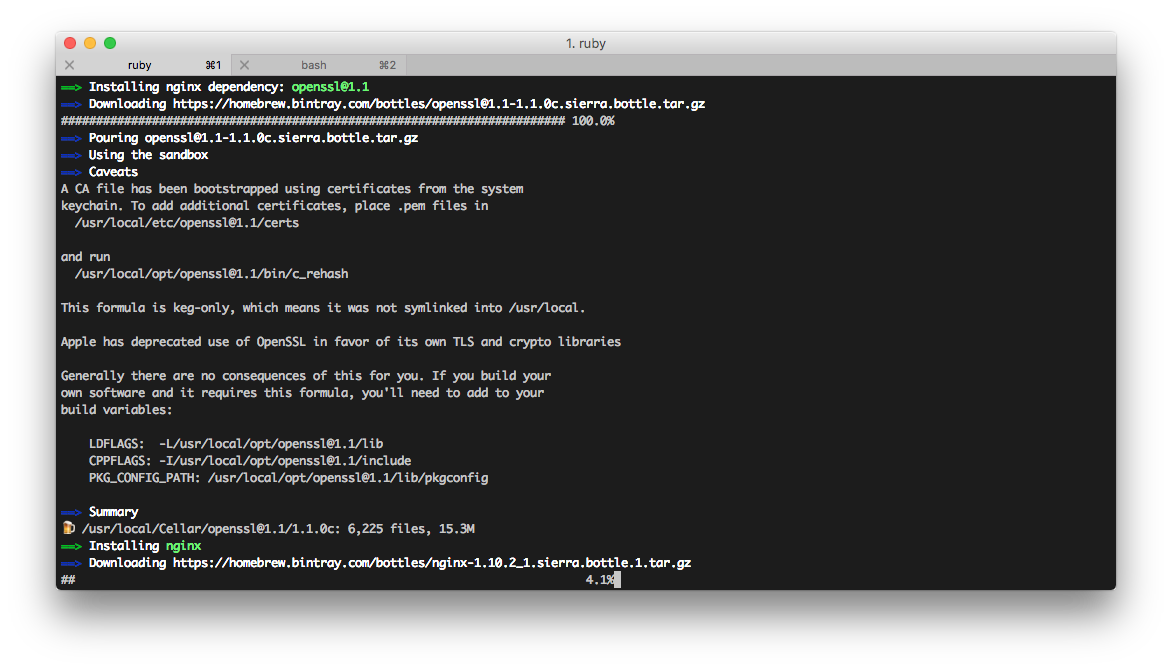 1. ruby
ruby ⌘1 bash ⌘2
==> Installing nginx dependency: openssl@1.1
==> Downloading https://homebrew.bintray.com/bottles/openssl@1.1-1.1.0c.sierra.bottle.tar.gz
######################################################################## 100.0%
==> Pouring openssl@1.1-1.1.0c.sierra.bottle.tar.gz
==> Using the sandbox
==> Caveats
A CA file has been bootstrapped using certificates from the system
keychain. To add additional certificates, place .pem files in
  /usr/local/etc/openssl@1.1/certs

and run
  /usr/local/opt/openssl@1.1/bin/c_rehash

This formula is keg-only, which means it was not symlinked into /usr/local.

Apple has deprecated use of OpenSSL in favor of its own TLS and crypto libraries

Generally there are no consequences of this for you. If you build your
own software and it requires this formula, you'll need to add to your
build variables:

    LDFLAGS:  -L/usr/local/opt/openssl@1.1/lib
    CPPFLAGS: -I/usr/local/opt/openssl@1.1/include
    PKG_CONFIG_PATH: /usr/local/opt/openssl@1.1/lib/pkgconfig

==> Summary
🍺 /usr/local/Cellar/openssl@1.1/1.1.0c: 6,225 files, 15.3M
==> Installing nginx
==> Downloading https://homebrew.bintray.com/bottles/nginx-1.10.2_1.sierra.bottle.1.tar.gz
## 4.1%